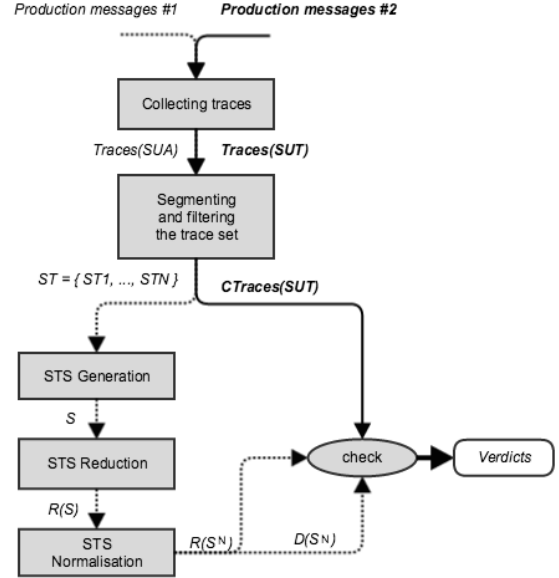 Production messages #1 Production messages #2
Collecting traces
Traces(SUA) Traces(SUT)
Segmenting
and filtering
the trace set
ST = { ST1, ..., STN } CTraces(SUT)
STS Generation
S
STS Reduction
check
Verdicts
R(S)
STS
Normalisation
R(Sᴺ) D(Sᴺ)